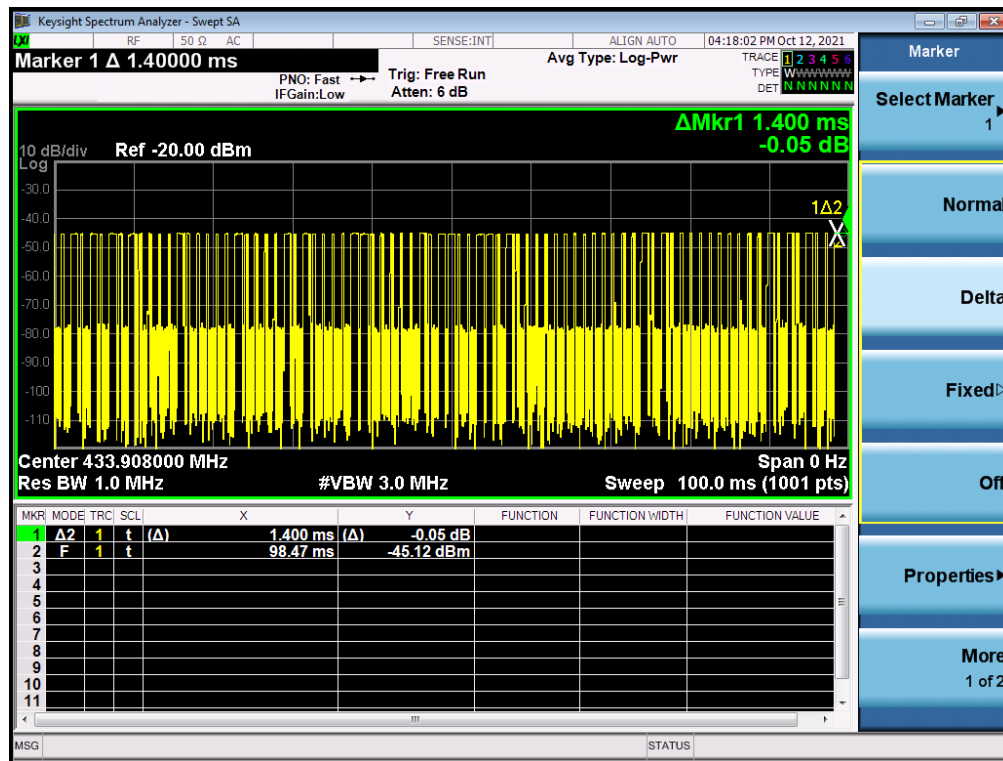 Keysight Spectrum Analyzer - Swept SA
LXI RF 50 Ω AC SENSE:INT ALIGN AUTO 04:18:02 PM Oct 12, 2021
Marker 1 Δ 1.40000 ms
PNO: Fast
IFGain:Low
Trig: Free Run
Atten: 6 dB
Avg Type: Log-Pwr
TRACE 1 2 3 4 5 6
TYPE W
DET N N N N N N
ΔMkr1 1.400 ms
-0.05 dB
10 dB/div Ref -20.00 dBm
Log
-30.0
-40.0
-50.0
-60.0
-70.0
-80.0
-90.0
-100
-110
1Δ2
X
Center 433.908000 MHz Span 0 Hz
Res BW 1.0 MHz #VBW 3.0 MHz Sweep 100.0 ms (1001 pts)
MKR MODE TRC SCL X Y FUNCTION FUNCTION WIDTH FUNCTION VALUE
1 Δ2 1 t (Δ) 1.400 ms (Δ) -0.05 dB
2 F 1 t 98.47 ms -45.12 dBm
3
4
5
6
7
8
9
10
11
MSG STATUS
Marker
Select Marker
1
Normal
Delta
Fixed
Off
Properties
More
1 of 2